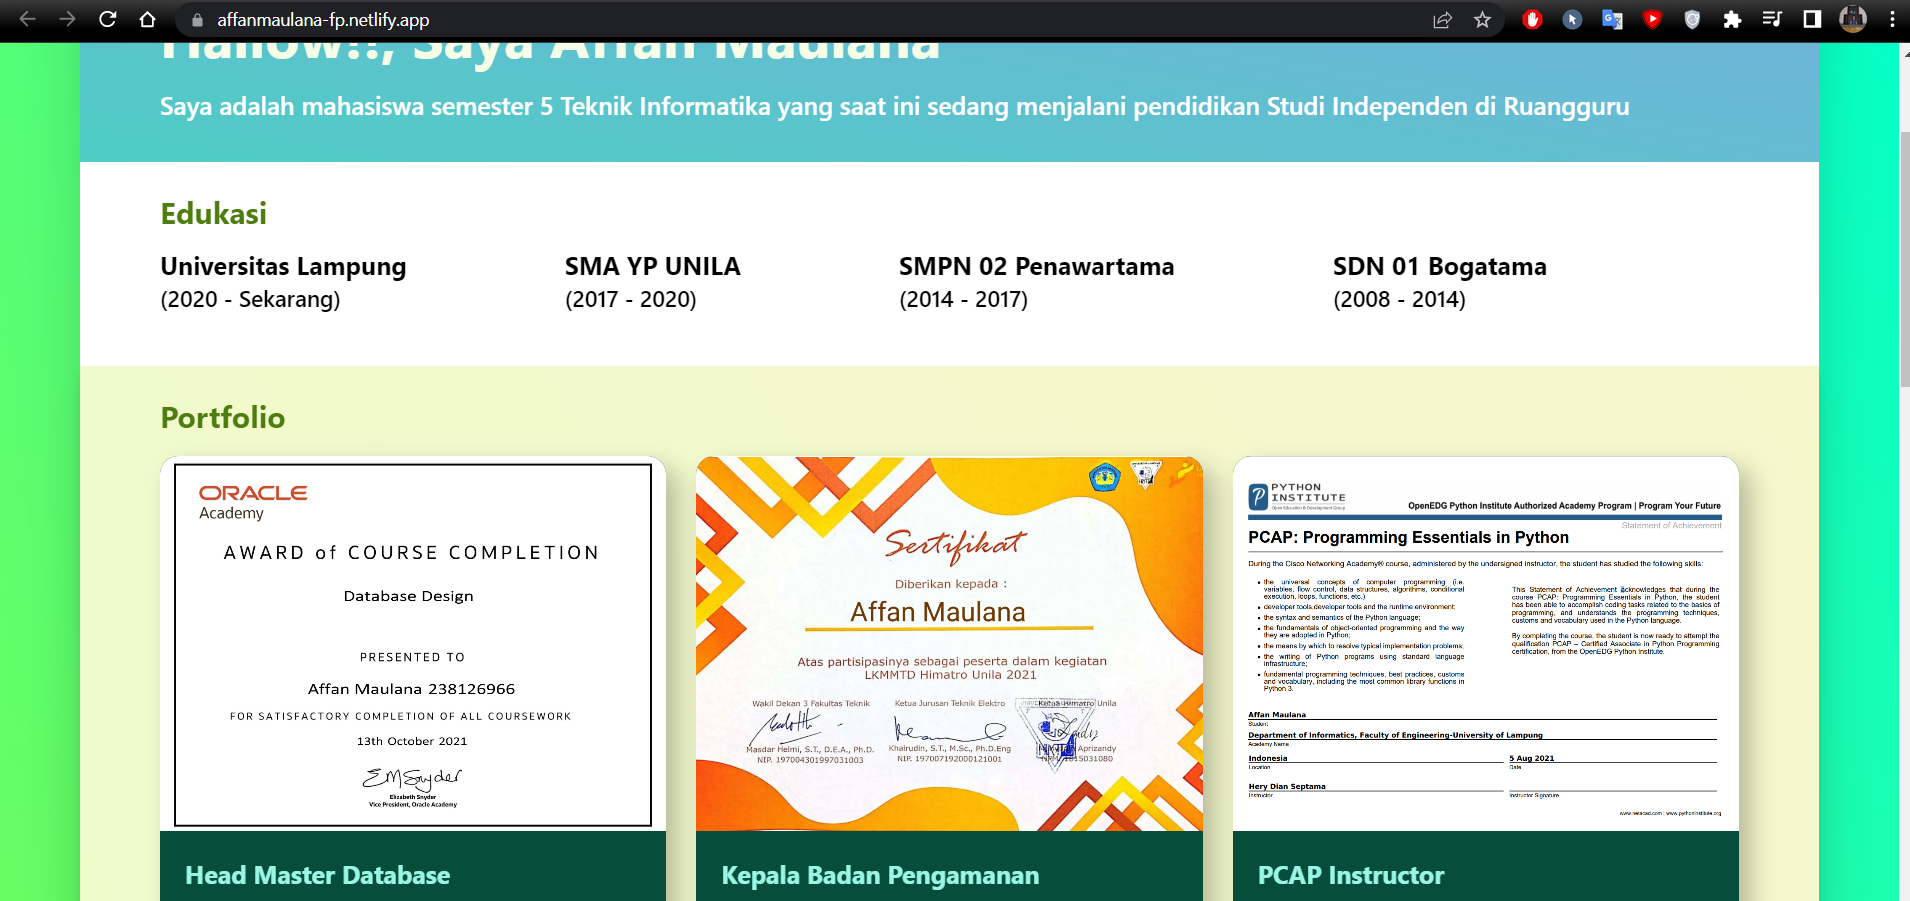 affanmaulana-fp.netlify.app
Hallow!!, Saya Affan Maulana
Saya adalah mahasiswa semester 5 Teknik Informatika yang saat ini sedang menjalani pendidikan Studi Independen di Ruangguru
Edukasi
Universitas Lampung
(2020 - Sekarang)
SMA YP UNILA
(2017 - 2020)
SMPN 02 Penawartama
(2014 - 2017)
SDN 01 Bogatama
(2008 - 2014)
Portfolio
ORACLE
Academy
AWARD of COURSE COMPLETION
Database Design
PRESENTED TO
Affan Maulana 238126966
FOR SATISFACTORY COMPLETION OF ALL COURSEWORK
13th October 2021
Elizabeth Snyder
Vice President, Oracle Academy
Head Master Database
Sertifikat
Diberikan kepada :
Affan Maulana
Atas partisipasinya sebagai peserta dalam kegiatan
LKMMTD Himatro Unila 2021
Wakil Dekan 3 Fakultas Teknik
Masdar Helmi, S.T., D.E.A., Ph.D.
NIP. 197004301997031003
Ketua Jurusan Teknik Elektro
Khairudin, S.T., M.Sc., Ph.D.Eng
NIP. 197007192000121001
Ketua Himatro Unila
Aprizandy
Kepala Badan Pengamanan
PYTHON
INSTITUTE
Open Education & Development Group
OpenEDG Python Institute Authorized Academy Program | Program Your Future
Statement of Achievement
PCAP: Programming Essentials in Python
During the Cisco Networking Academy® course, administered by the undersigned instructor, the student has studied the following skills:
• the universal concepts of computer programming (i.e.
variables, flow control, data structures, algorithms, conditional
execution, loops, functions, etc.)
• developer tools,developer tools and the runtime environment;
• the syntax and semantics of the Python language;
• the fundamentals of object-oriented programming and the way
they are adopted in Python;
• the means by which to resolve typical implementation problems;
• the writing of Python programs using standard language
infrastructure;
• fundamental programming techniques, best practices, customs
and vocabulary, including the most common library functions in
Python 3.
This Statement of Achievement acknowledges that during the
course PCAP: Programming Essentials in Python, the student
has been able to accomplish coding tasks related to the basics of
programming, and understands the programming techniques,
customs and vocabulary used in the Python language.
By completing the course, the student is now ready to attempt the
qualification PCAP – Certified Associate in Python Programming
certification, from the OpenEDG Python Institute.
Affan Maulana
Student
Department of Informatics, Faculty of Engineering-University of Lampung
Academy Name
Indonesia
Location
5 Aug 2021
Date
Hery Dian Septama
Instructor
Instructor Signature
www.netacad.com | www.pythoninstitute.org
PCAP Instructor